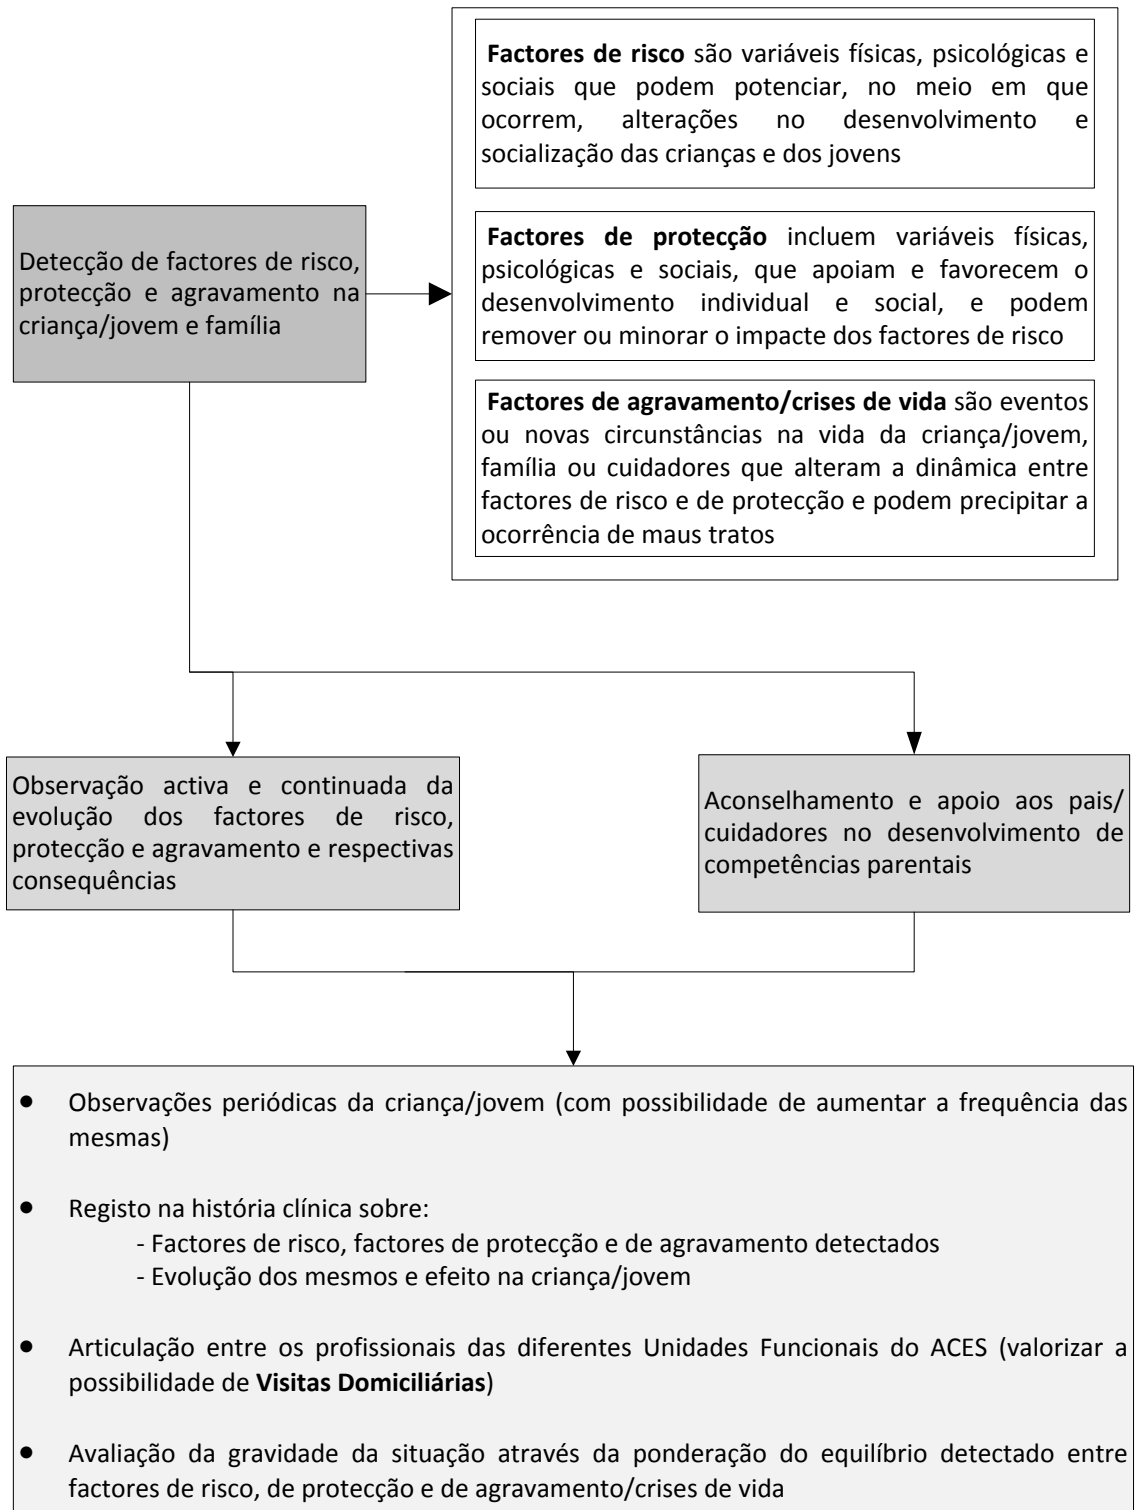 Factores de risco são variáveis físicas, psicológicas e
sociais que podem potenciar, no meio em que
ocorrem, alterações no desenvolvimento e
socialização das crianças e dos jovens
Detecção de factores de risco,
protecção e agravamento na
criança/jovem e família
Factores de protecção incluem variáveis físicas,
psicológicas e sociais, que apoiam e favorecem o
desenvolvimento individual e social, e podem
remover ou minorar o impacte dos factores de risco
Factores de agravamento/crises de vida são eventos
ou novas circunstâncias na vida da criança/jovem,
família ou cuidadores que alteram a dinâmica entre
factores de risco e de protecção e podem precipitar a
ocorrência de maus tratos
Observação activa e continuada da
evolução dos factores de risco,
protecção e agravamento e respectivas
consequências
Aconselhamento e apoio aos pais/
cuidadores no desenvolvimento de
competências parentais
• Observações periódicas da criança/jovem (com possibilidade de aumentar a frequência das
mesmas)
• Registo na história clínica sobre:
- Factores de risco, factores de protecção e de agravamento detectados
- Evolução dos mesmos e efeito na criança/jovem
• Articulação entre os profissionais das diferentes Unidades Funcionais do ACES (valorizar a
possibilidade de Visitas Domiciliárias)
• Avaliação da gravidade da situação através da ponderação do equilíbrio detectado entre
factores de risco, de protecção e de agravamento/crises de vida